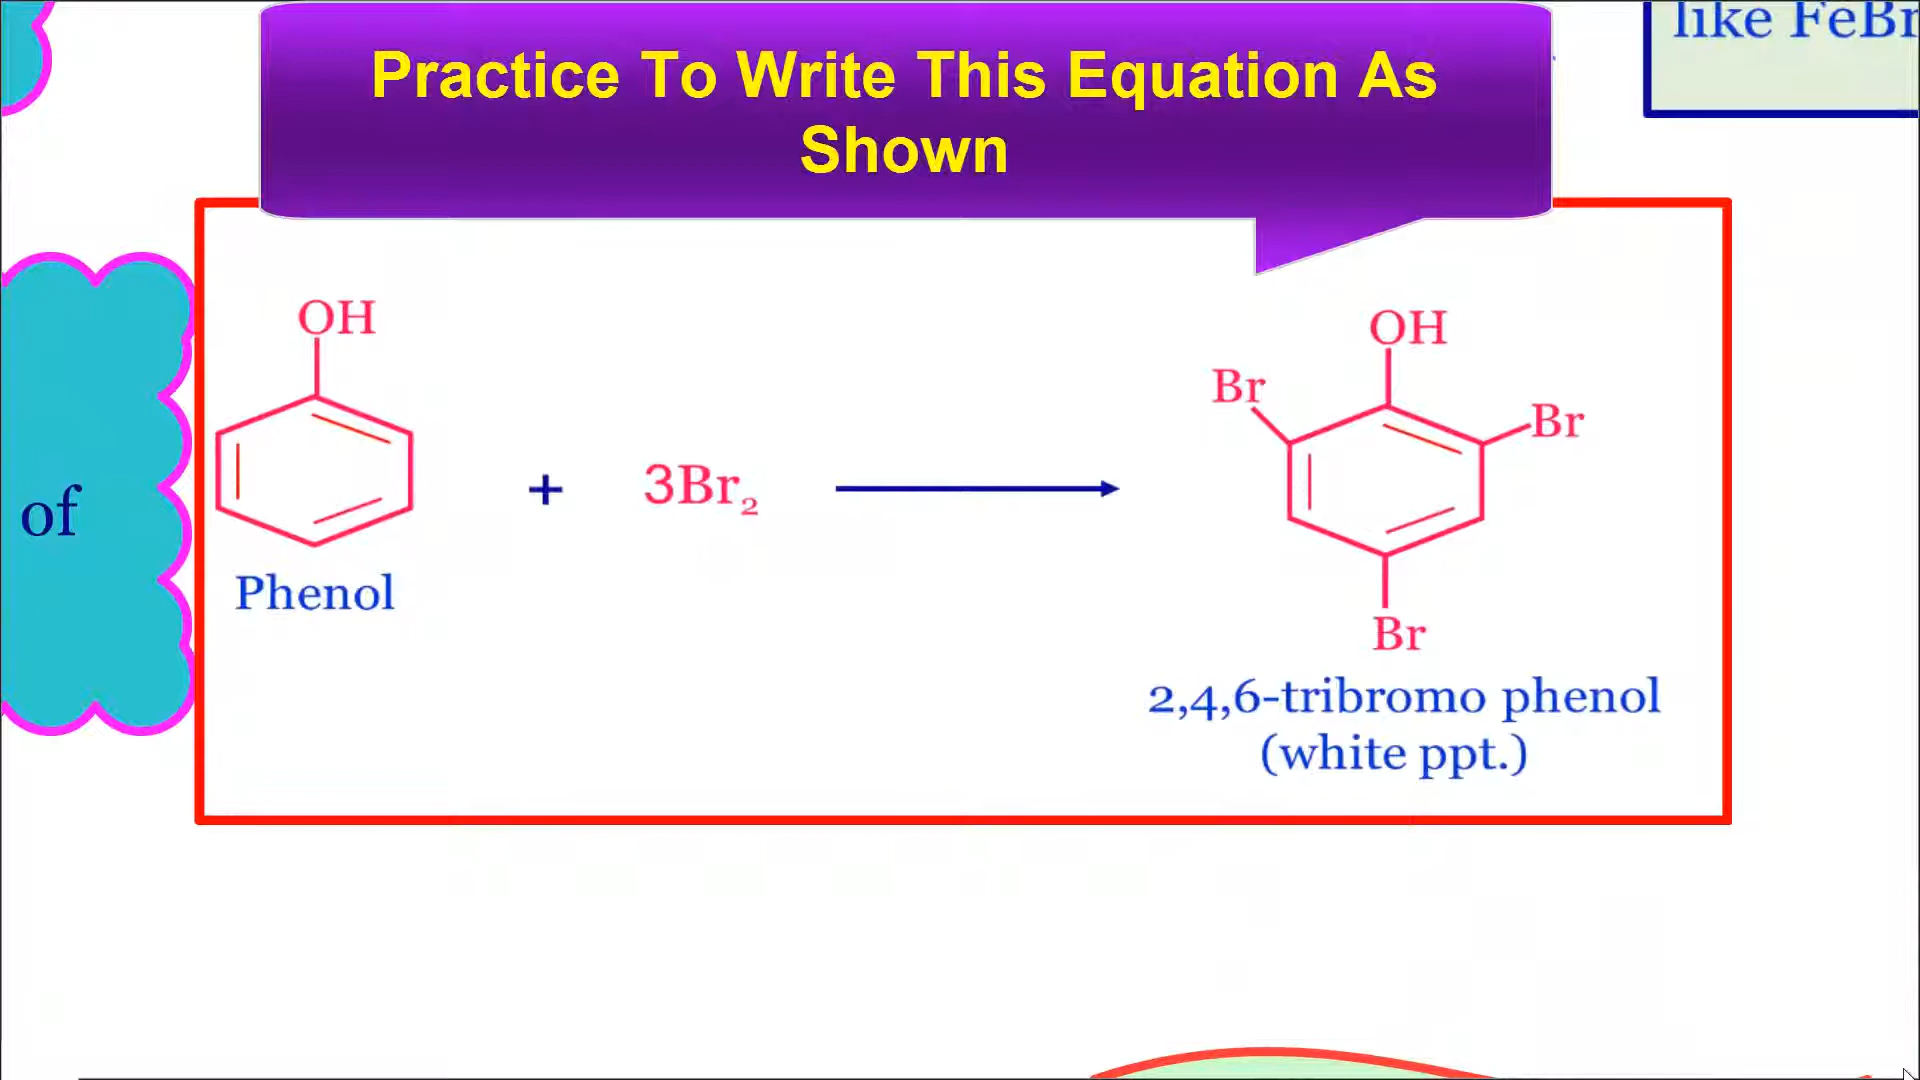 like FeBr
Practice To Write This Equation As
Shown
of
OH
+ 3Br₂
Phenol
OH
Br
Br
Br
2,4,6-tribromo phenol
(white ppt.)